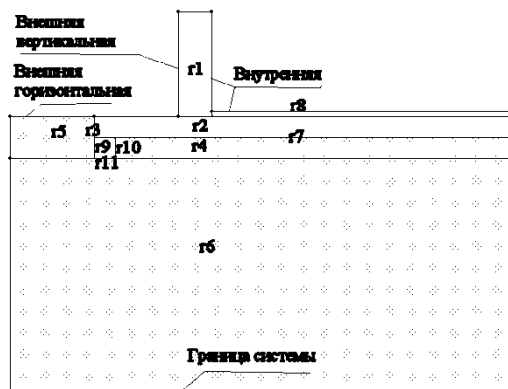 Внешняя
вертикальная
r1
Внутренняя
Внешняя
горизонтальная
r8
r5
r3
r2
r7
r9
r10
r4
r11
r6
Граница системы